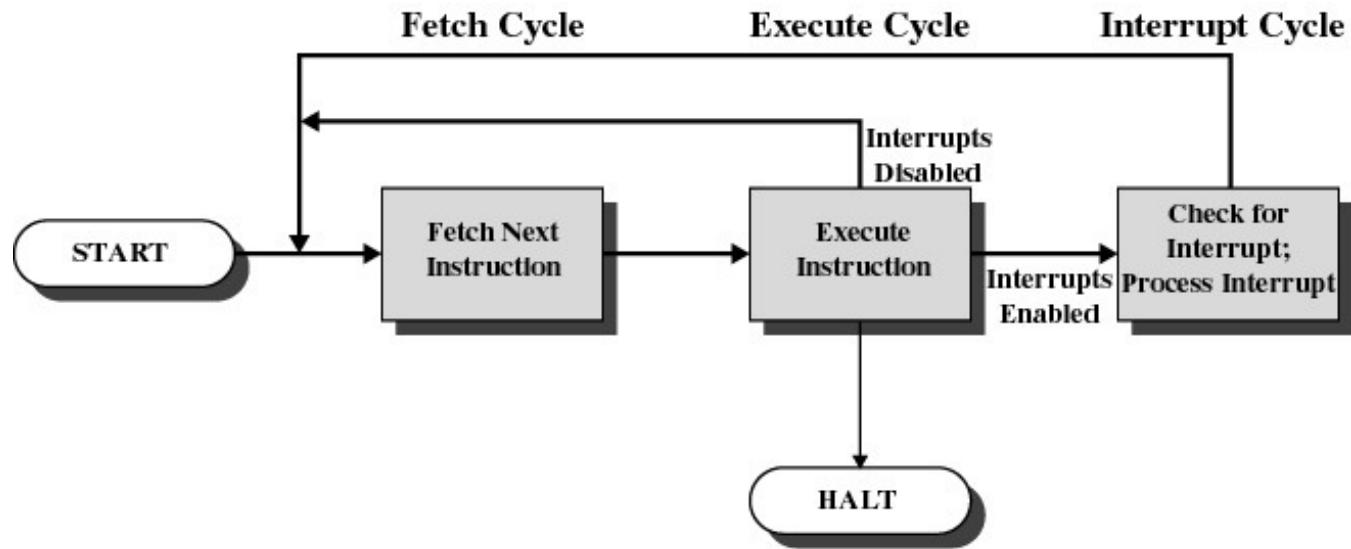 Fetch Cycle
Execute Cycle
Interrupt Cycle
Interrupts
Disabled
START
Fetch Next
Instruction
Execute
Instruction
Interrupts
Enabled
Check for
Interrupt;
Process Interrupt
HALT